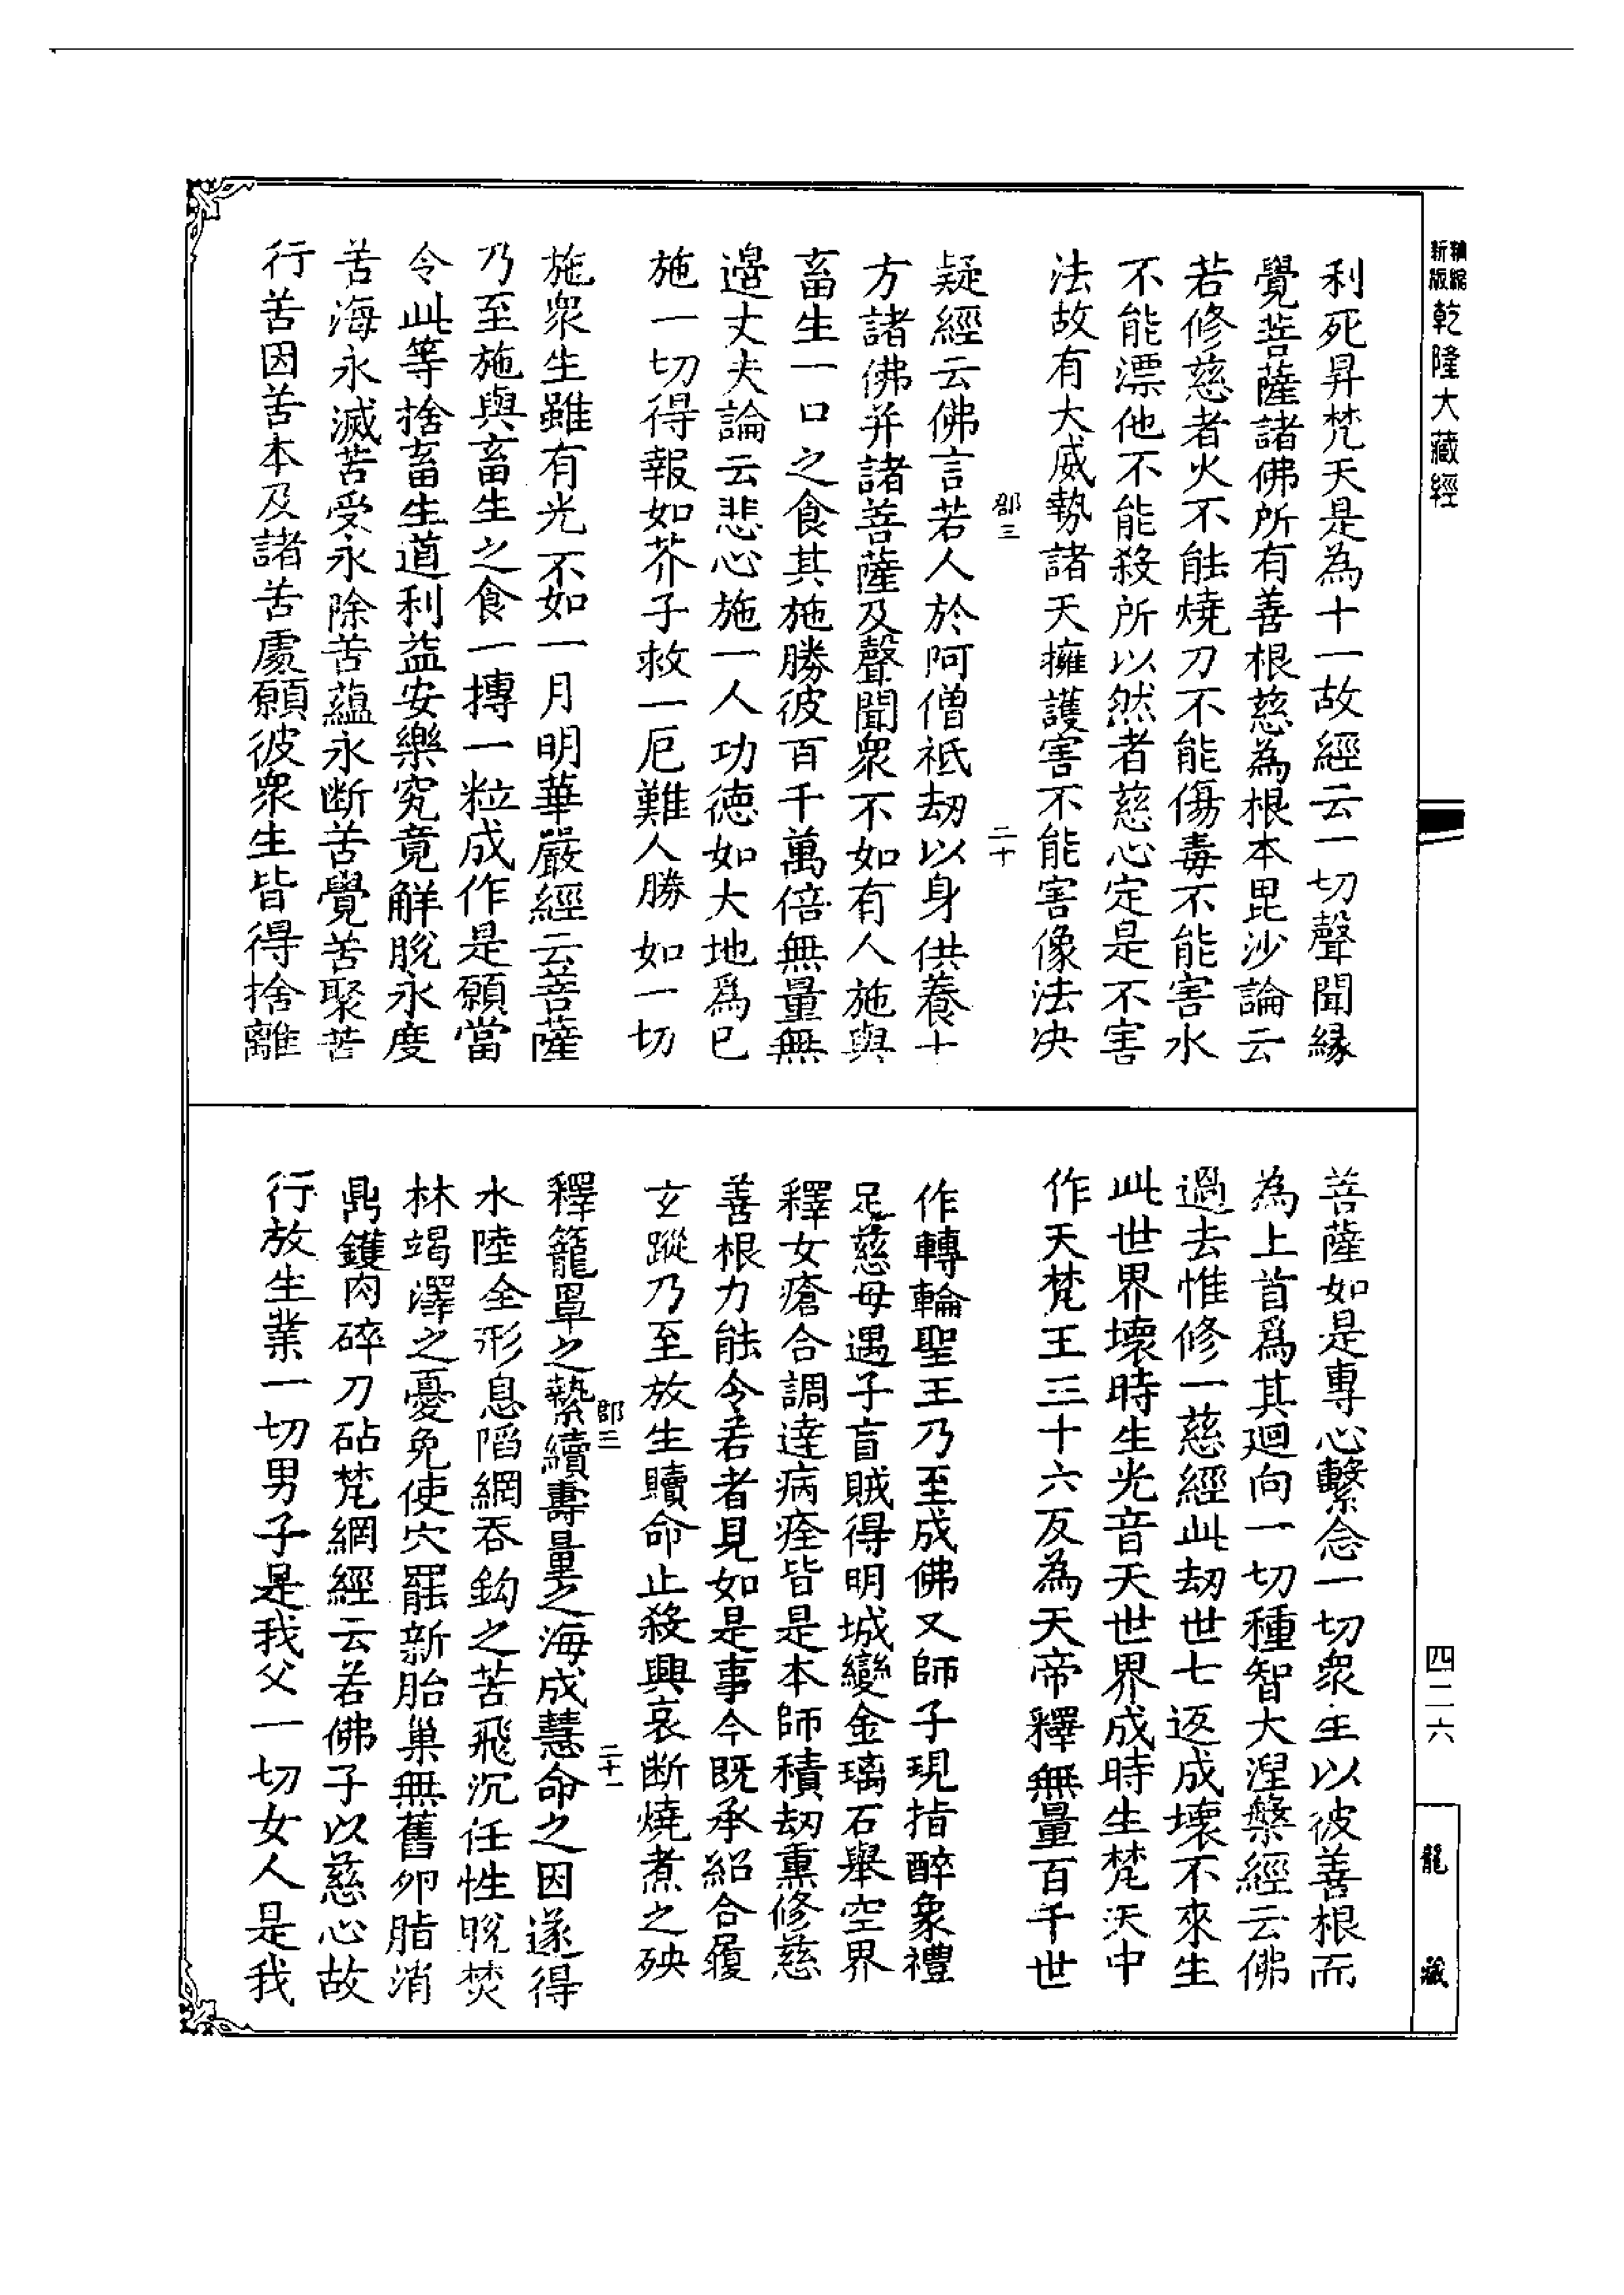 精縮新版乾隆大藏經
利死昇梵天是為十一故經云一切聲聞縁
覺菩薩諸佛所有善根慈為根本毘沙論云
若修慈者火不能燒刀不能傷毒不能害水
不能漂他不能殺所以然者慈心定是不害
法故有大威勢諸天擁護害不能害像法决
郡三 二十
疑經云佛言若人於阿僧祇劫以身供養十
方諸佛并諸菩薩及聲聞衆不如有人施與
畜生一口之食其施勝彼百千萬倍無量無
邉丈夫論云悲心施一人功徳如大地爲已
施一切得報如芥子救一厄難人勝如一切
施衆生雖有光不如一月明華嚴經云菩薩
乃至施與畜生之食一摶一粒成作是願當
令此等捨畜生道利益安樂究竟解脫永度
苦海永滅苦受永除苦蘊永断苦覺苦聚苦
行苦因苦本及諸苦處願彼衆生皆得捨離
菩薩如是專心繫念一切衆生以彼善根而
為上首爲其廻向一切種智大涅槃經云佛
過去惟修一慈經此劫世七返成壞不來生
此世界壞時生光音天世界成時生梵天中
作天梵王三十六反為天帝釋無量百千世
作轉輪聖王乃至成佛又師子現指醉象禮
足慈母遇子盲賊得明城變金璃石舉空界
釋女瘡合調達病痊皆是本師積劫熏修慈
善根力能令若者見如是事今既承紹合履
玄蹤乃至放生贖命止殺興哀断燒煮之殃
郡三 二十一
釋籠罩之縶續壽量之海成慧命之因遂得
水陸全形息陷網吞鈎之苦飛沉任性脫焚
林竭澤之憂免使穴罷新胎巢無舊卵脂消
鼎鑊肉碎刀砧梵網經云若佛子以慈心故
行放生業一切男子是我父一切女人是我
四二六
龍藏